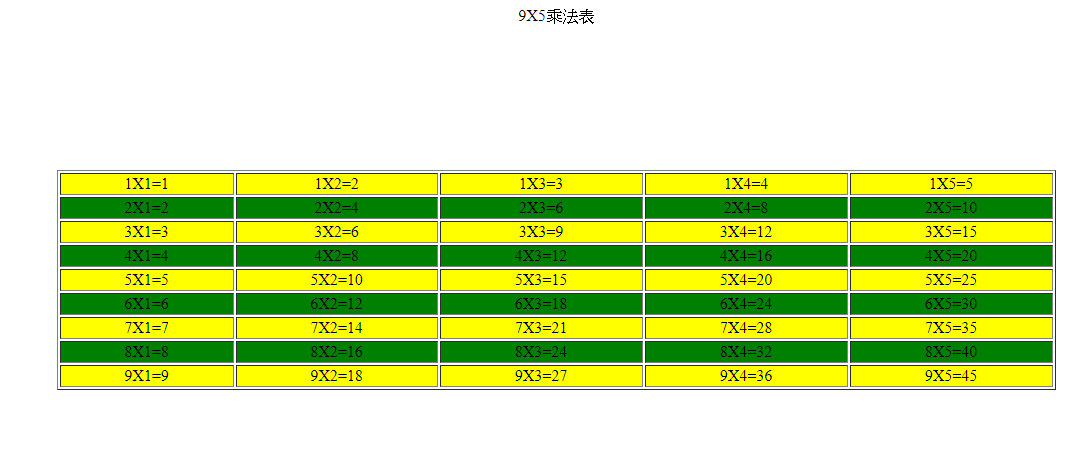 9X5乘法表
1X1=1 1X2=2 1X3=3 1X4=4 1X5=5
2X1=2 2X2=4 2X3=6 2X4=8 2X5=10
3X1=3 3X2=6 3X3=9 3X4=12 3X5=15
4X1=4 4X2=8 4X3=12 4X4=16 4X5=20
5X1=5 5X2=10 5X3=15 5X4=20 5X5=25
6X1=6 6X2=12 6X3=18 6X4=24 6X5=30
7X1=7 7X2=14 7X3=21 7X4=28 7X5=35
8X1=8 8X2=16 8X3=24 8X4=32 8X5=40
9X1=9 9X2=18 9X3=27 9X4=36 9X5=45